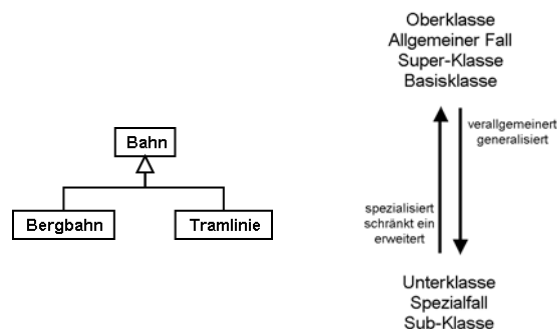 Bahn
Bergbahn
Tramlinie
Oberklasse
Allgemeiner Fall
Super-Klasse
Basisklasse
verallgemeinert
generalisiert
spezialisiert
schränkt ein
erweitert
Unterklasse
Spezialfall
Sub-Klasse